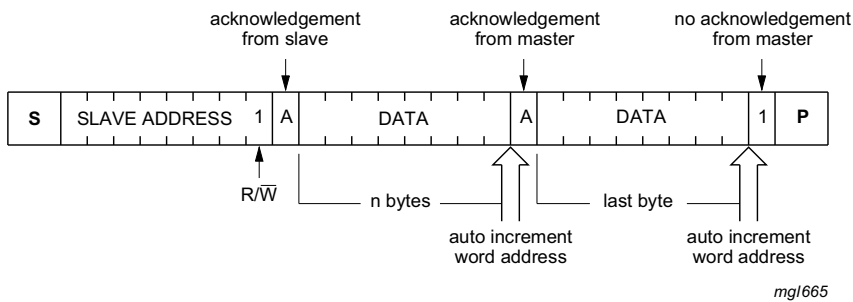 acknowledgement
from slave
acknowledgement
from master
no acknowledgement
from master
S SLAVE ADDRESS 1 A DATA A DATA 1 P
R/W̅
n bytes
last byte
auto increment
word address
auto increment
word address
mgl665